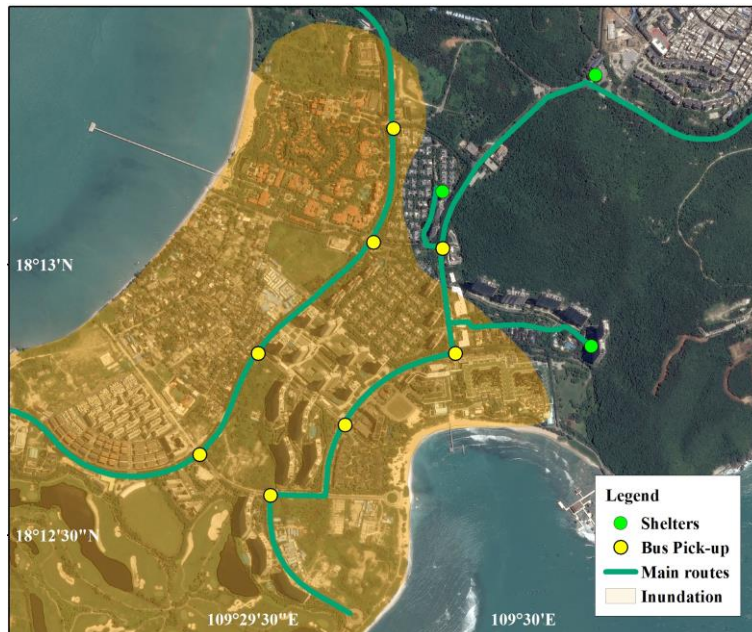 18°13'N
18°12'30"N
109°29'30"E
109°30'E
Legend
Shelters
Bus Pick-up
Main routes
Inundation